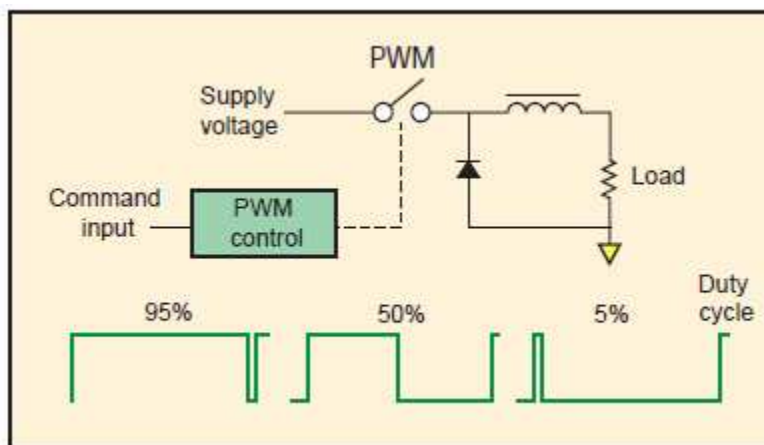 PWM
Supply
voltage
Load
Command
input
PWM
control
Duty
cycle
95%
50%
5%